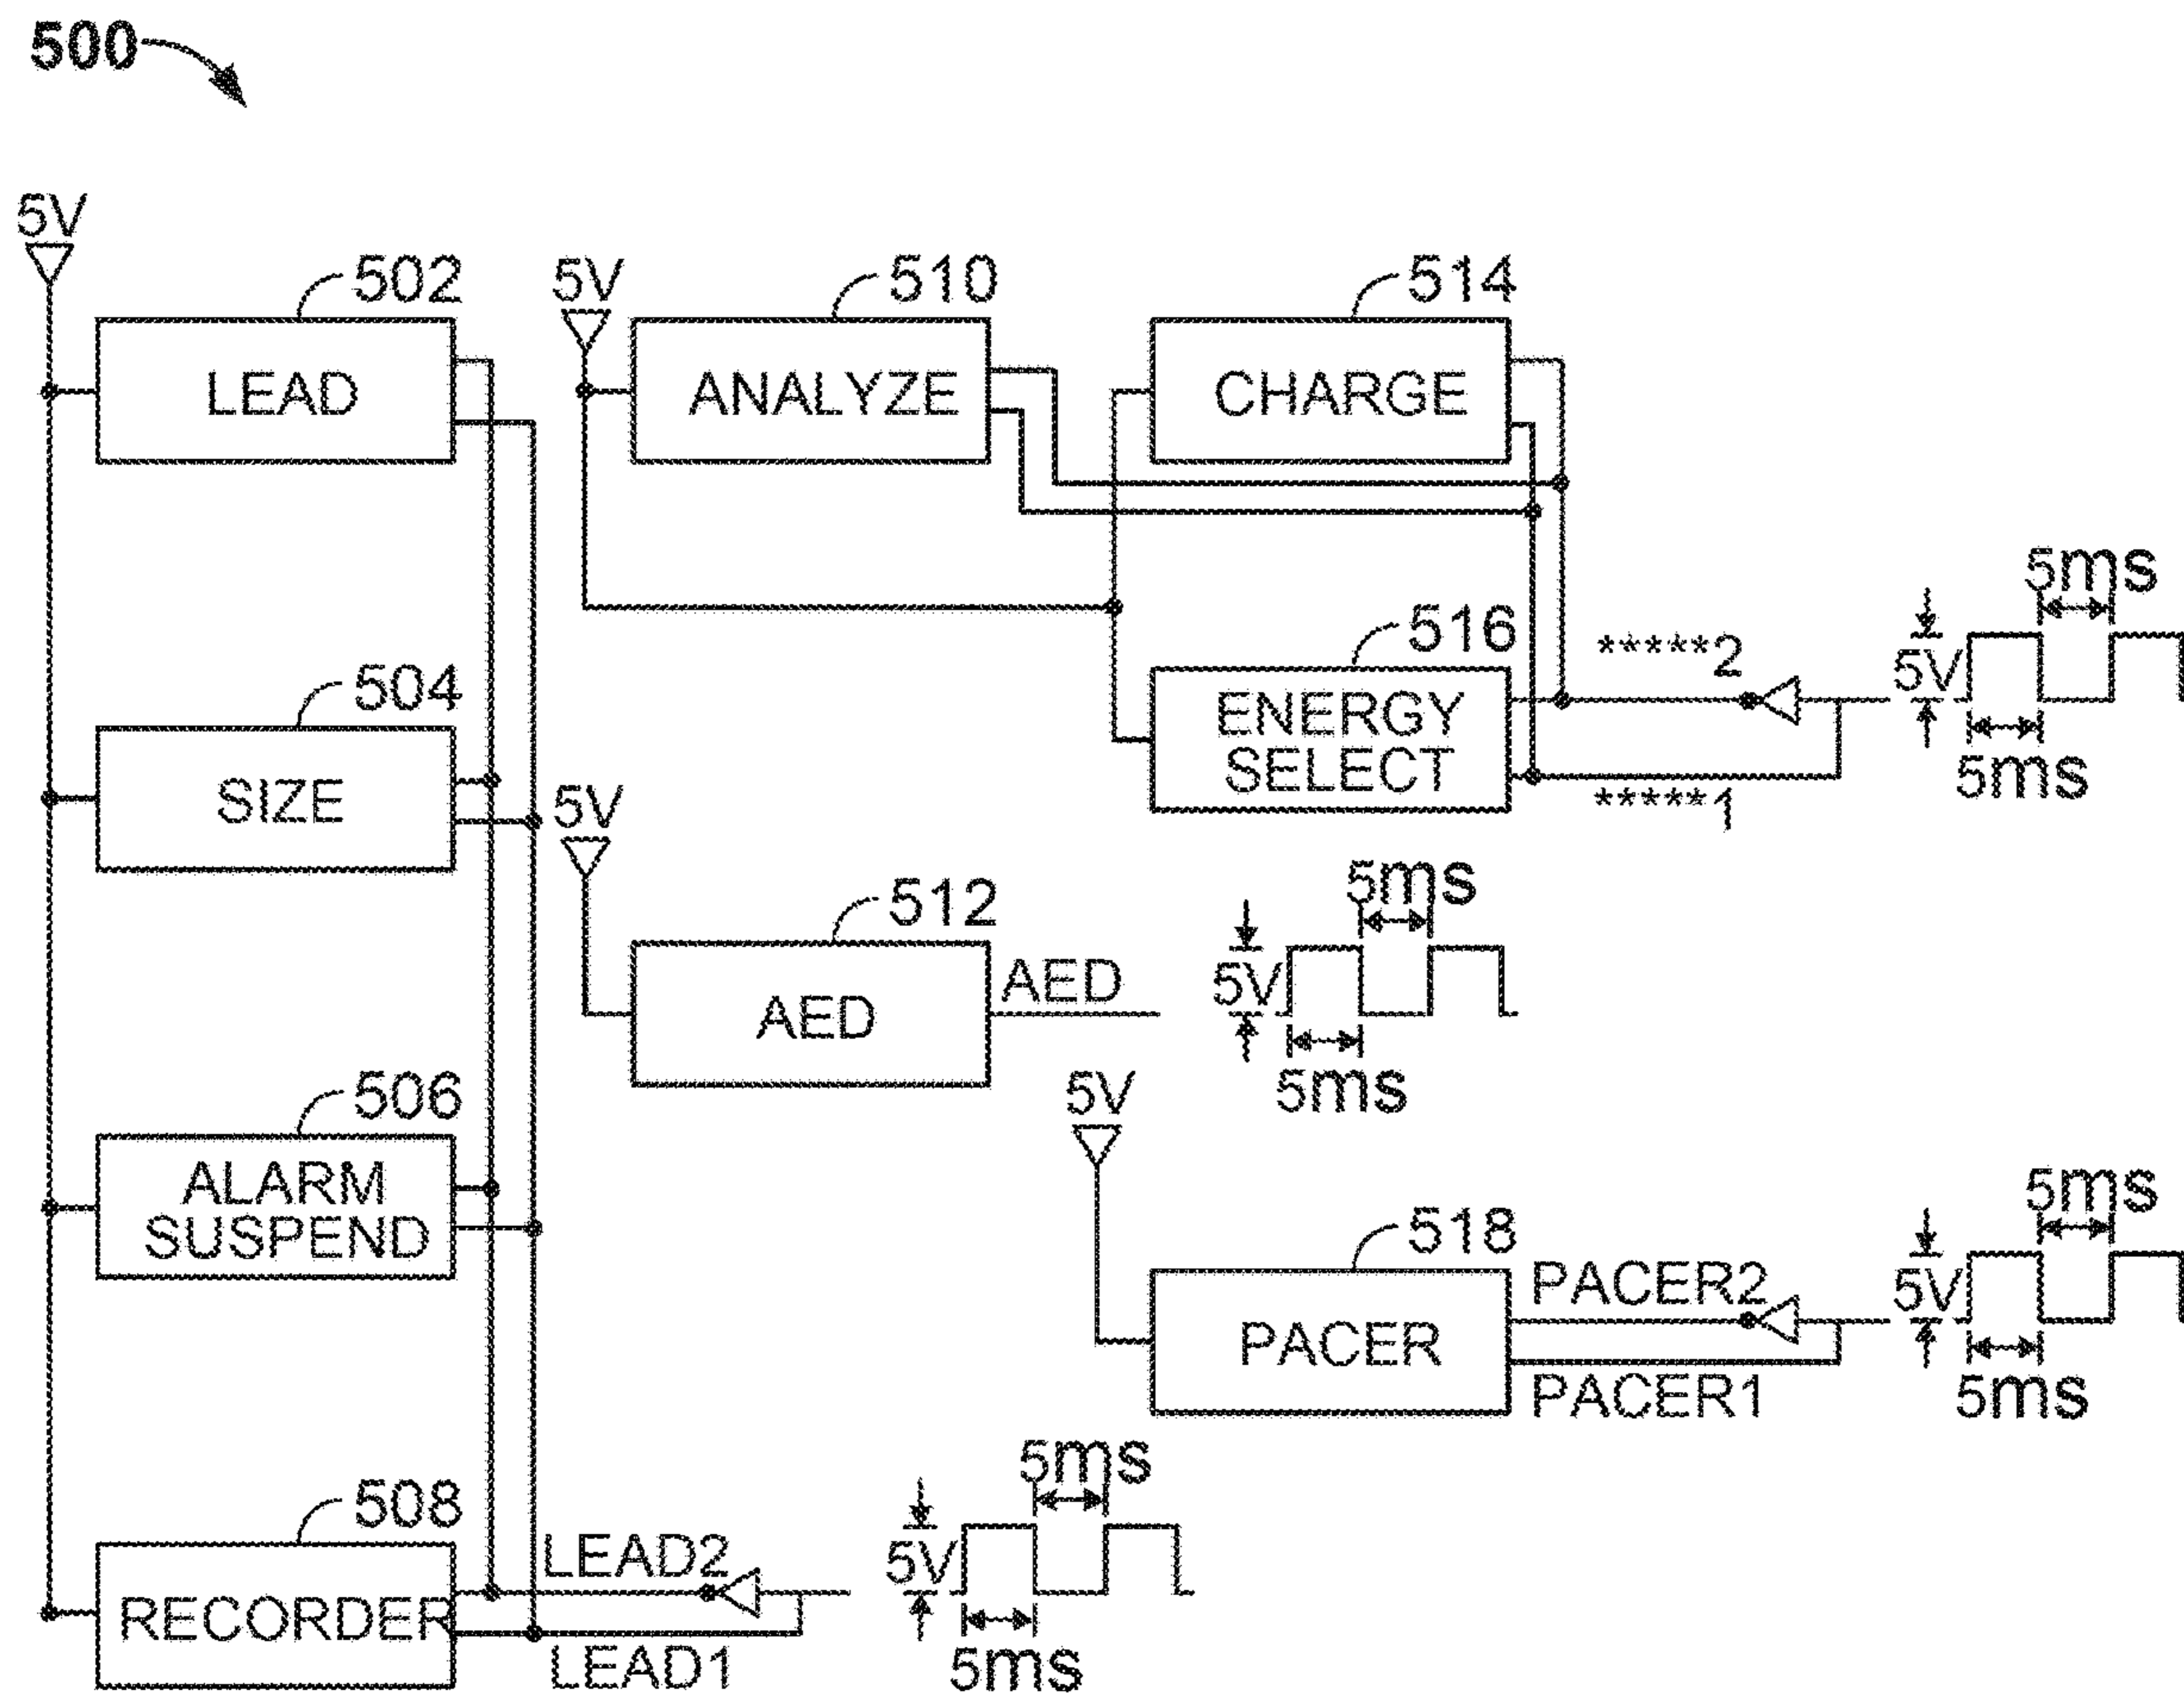 500
5V
502
LEAD
5V
510
ANALYZE
514
CHARGE
504
SIZE
516
ENERGY
SELECT
*****2
*****1
5ms
5V
5ms
5V
512
AED
AED
5ms
5V
5ms
506
ALARM
SUSPEND
5V
518
PACER
PACER2
PACER1
5ms
5V
5ms
508
RECORDER
LEAD2
LEAD1
5ms
5V
5ms